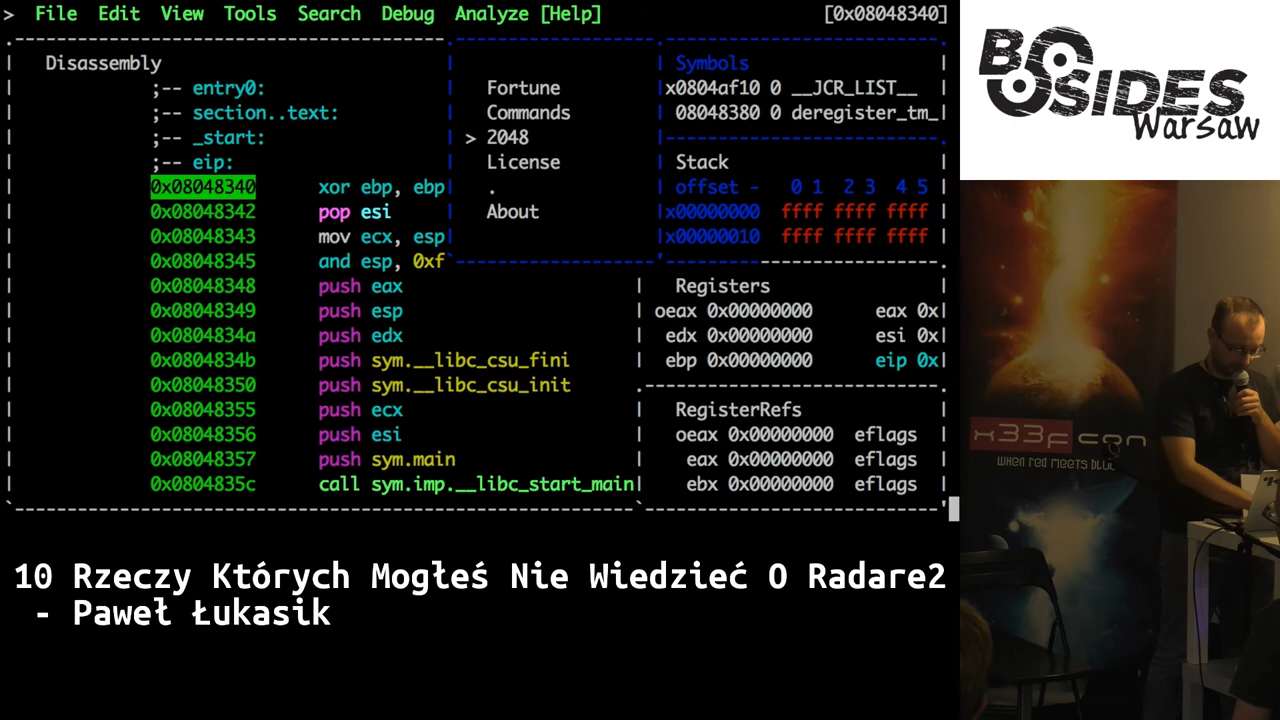 > File Edit View Tools Search Debug Analyze [Help] [0x08048340]
Disassembly
;-- entry0:
;-- section..text:
;-- _start:
;-- eip:
0x08048340 xor ebp, ebp
0x08048342 pop esi
0x08048343 mov ecx, esp
0x08048345 and esp, 0xf
0x08048348 push eax
0x08048349 push esp
0x0804834a push edx
0x0804834b push sym.__libc_csu_fini
0x08048350 push sym.__libc_csu_init
0x08048355 push ecx
0x08048356 push esi
0x08048357 push sym.main
0x0804835c call sym.imp.__libc_start_main
Fortune
Commands
> 2048
License
.
About
Symbols
x0804af10 0 __JCR_LIST__
08048380 0 deregister_tm_
Stack
offset - 0 1 2 3 4 5
x00000000 ffff ffff ffff
x00000010 ffff ffff ffff
Registers
oeax 0x00000000 eax 0x
edx 0x00000000 esi 0x
ebp 0x00000000 eip 0x
RegisterRefs
oeax 0x00000000 eflags
eax 0x00000000 eflags
ebx 0x00000000 eflags
BSIDES
Warsaw
x33fcon
WHEN RED MEETS BLUE
10 Rzeczy Których Mogłeś Nie Wiedzieć O Radare2
- Paweł Łukasik